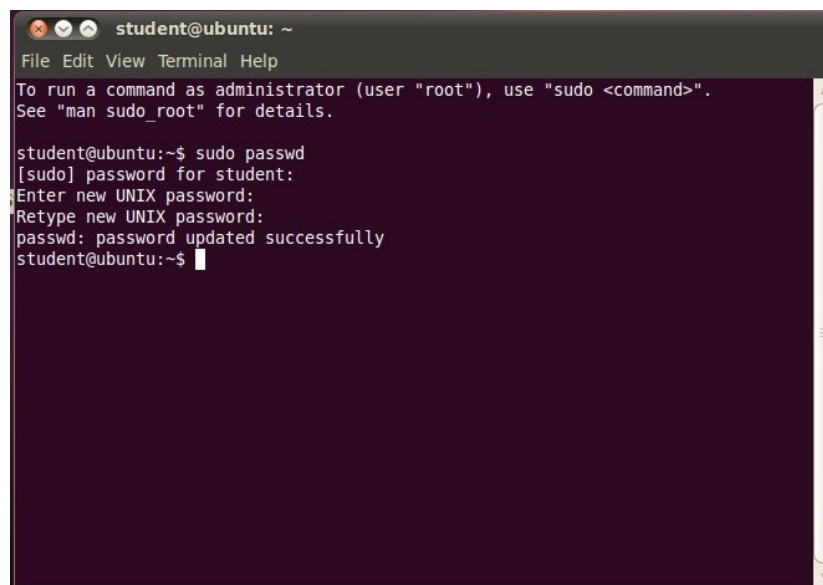 student@ubuntu: ~
File Edit View Terminal Help
To run a command as administrator (user "root"), use "sudo <command>".
See "man sudo_root" for details.
student@ubuntu:~$ sudo passwd
[sudo] password for student:
Enter new UNIX password:
Retype new UNIX password:
passwd: password updated successfully
student@ubuntu:~$